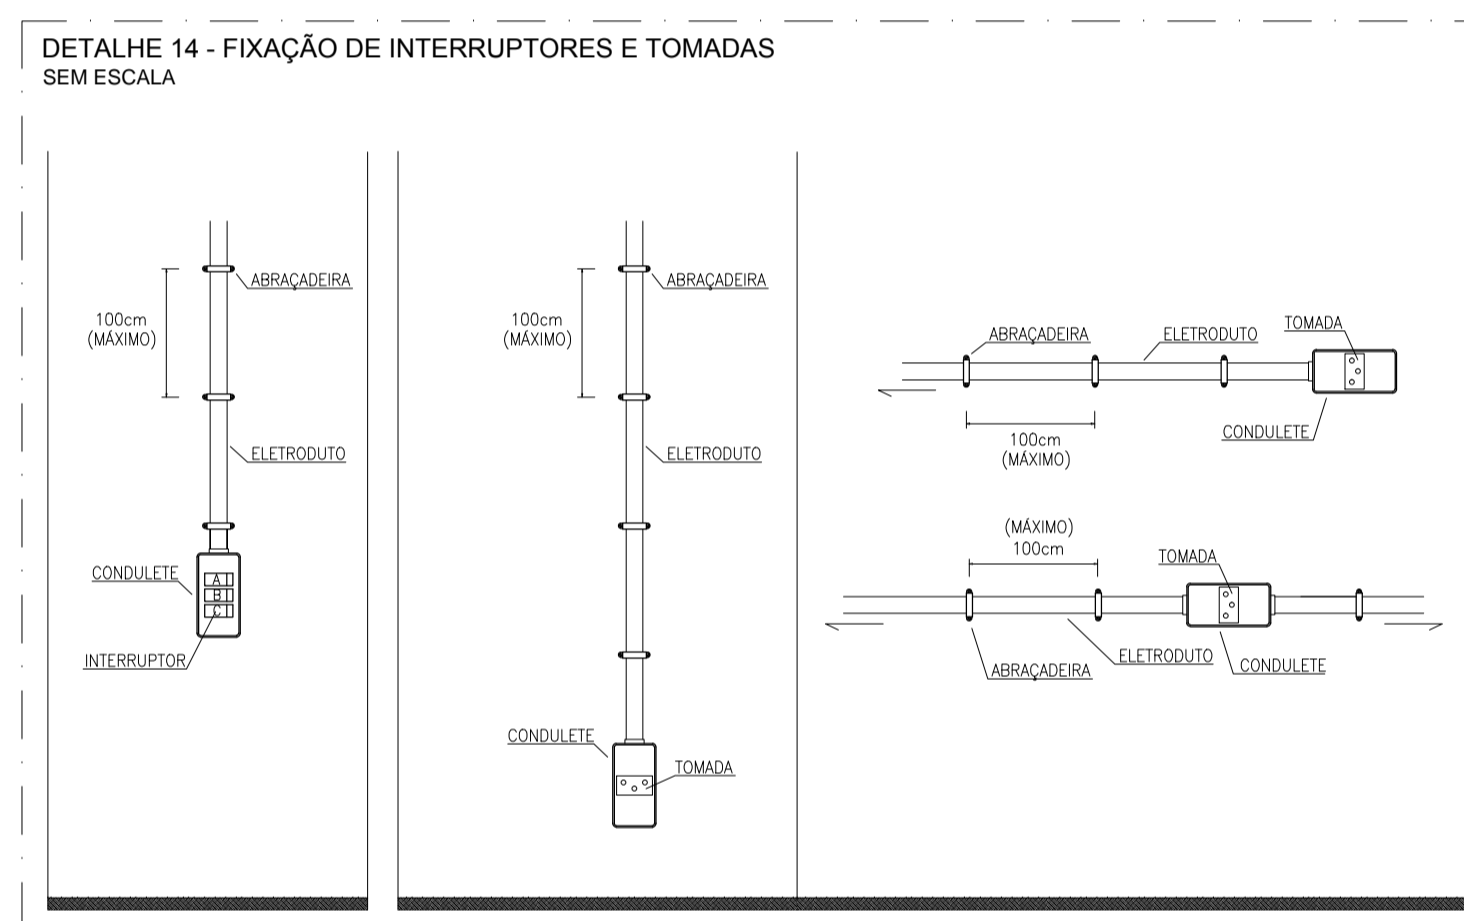 DETALHE 14 - FIXAÇÃO DE INTERRUPTORES E TOMADAS
SEM ESCALA
ABRAÇADEIRA
100cm
(MÁXIMO)
ELETRODUTO
CONDULETE
A
B
C
INTERRUPTOR
ABRAÇADEIRA
100cm
(MÁXIMO)
ELETRODUTO
CONDULETE
TOMADA
TOMADA
ABRAÇADEIRA
ELETRODUTO
CONDULETE
100cm
(MÁXIMO)
(MÁXIMO)
100cm
TOMADA
ELETRODUTO
CONDULETE
ABRAÇADEIRA